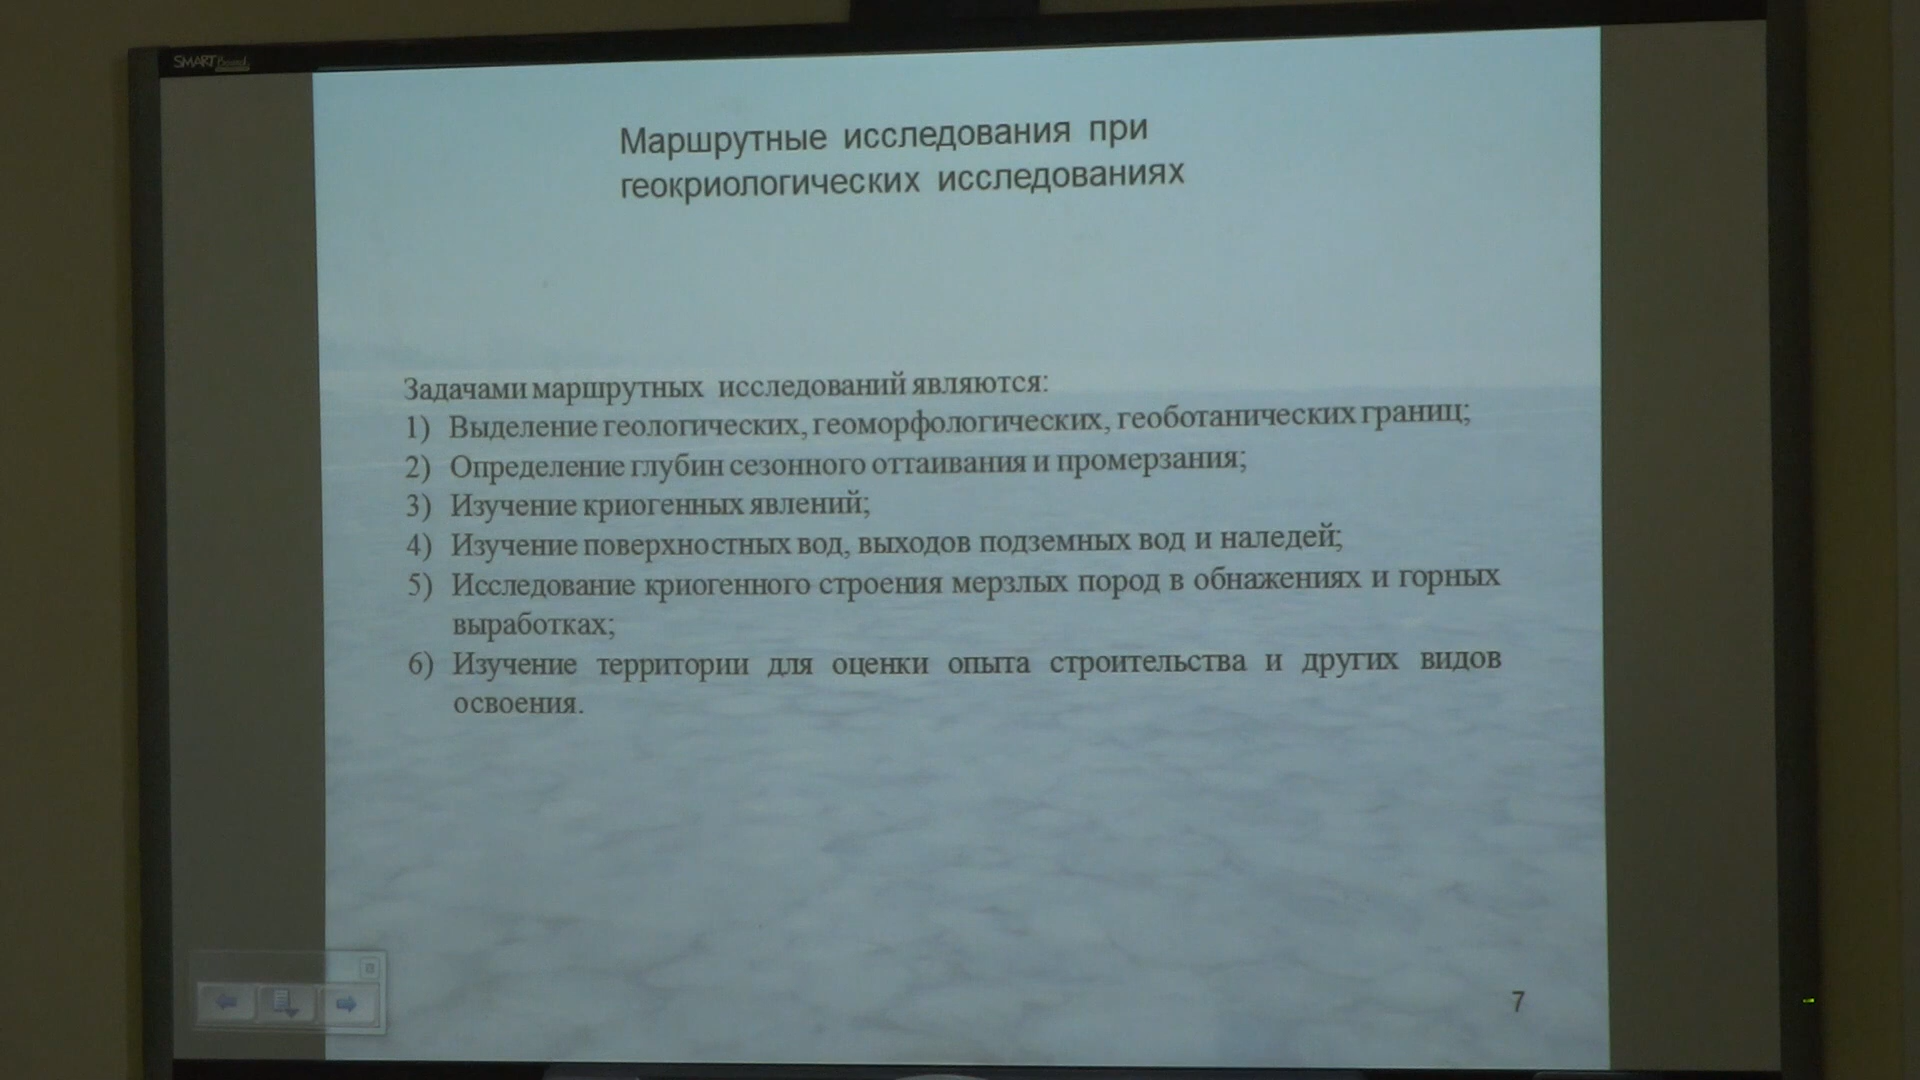 SMART Board
Маршрутные исследования при
геокриологических исследованиях
Задачами маршрутных исследований являются:
1) Выделение геологических, геоморфологических, геоботанических границ;
2) Определение глубин сезонного оттаивания и промерзания;
3) Изучение криогенных явлений;
4) Изучение поверхностных вод, выходов подземных вод и наледей;
5) Исследование криогенного строения мерзлых пород в обнажениях и горных
выработках;
6) Изучение территории для оценки опыта строительства и других видов
освоения.
7